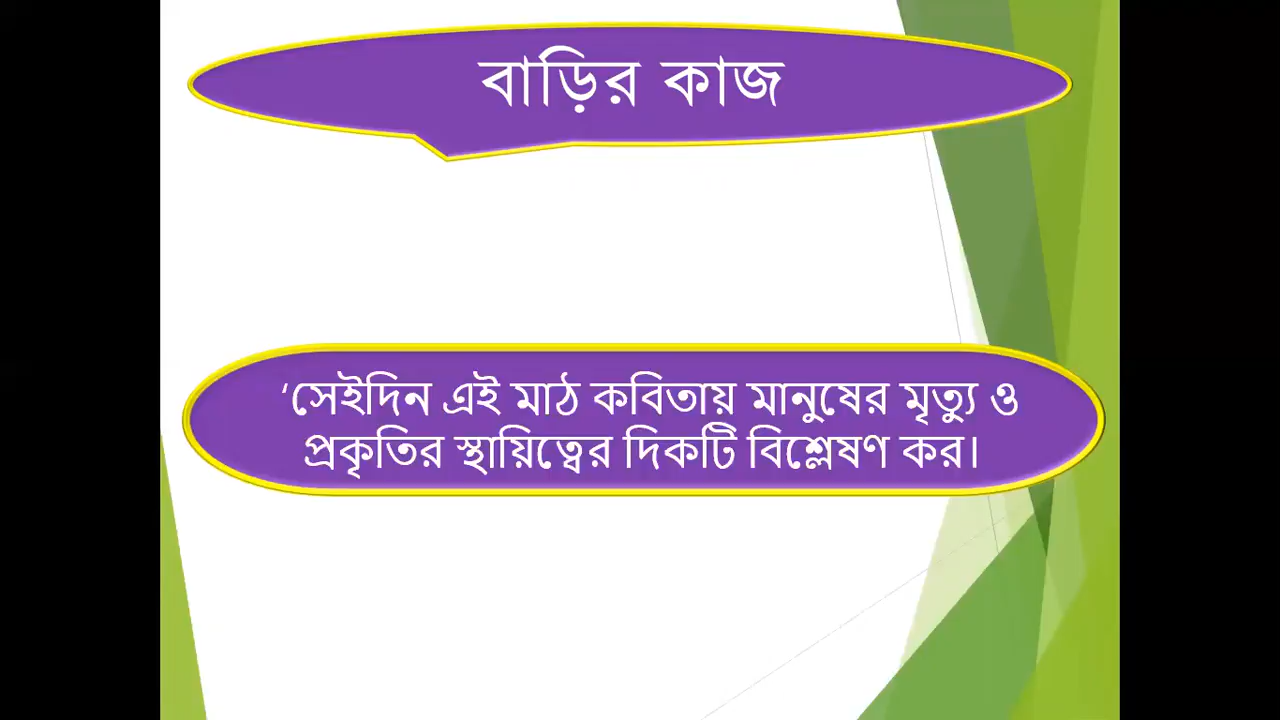 বাড়ির কাজ
‘সেইদিন এই মাঠ কবিতায় মানুষের মৃত্যু ও
প্রকৃতির স্থায়িত্বের দিকটি বিশ্লেষণ কর।